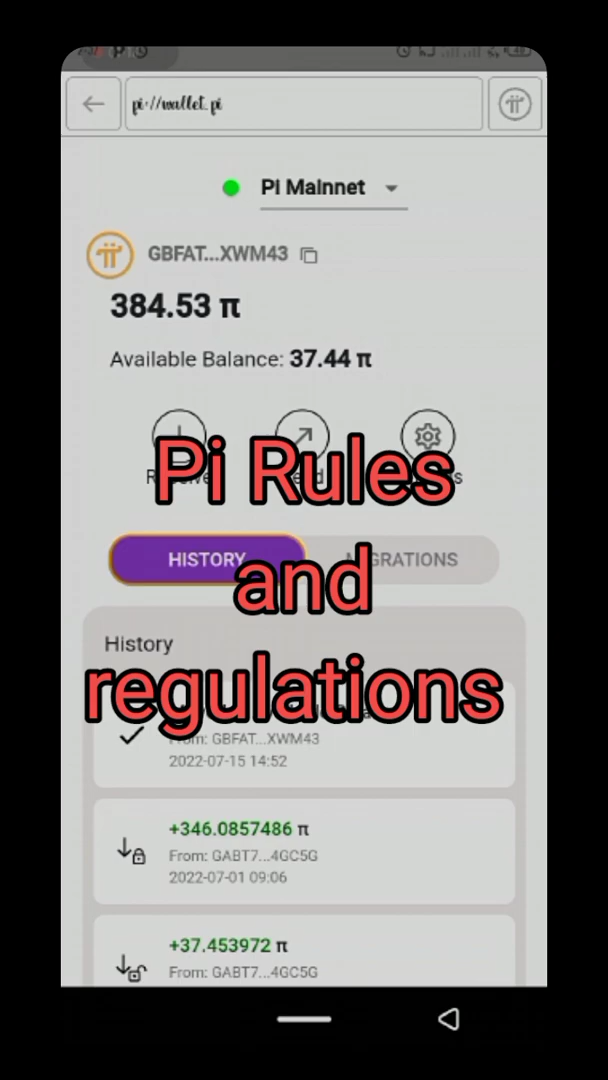 pi://wallet.pi
Pi Mainnet
GBFAT...XWM43
384.53 π
Available Balance: 37.44 π
Pi Rules
and
regulations
HISTORY
History
From: GBFAT...XWM43
2022-07-15 14:52
+346.0857486 π
From: GABT7...4GC5G
2022-07-01 09:06
+37.453972 π
From: GABT7...4GC5G